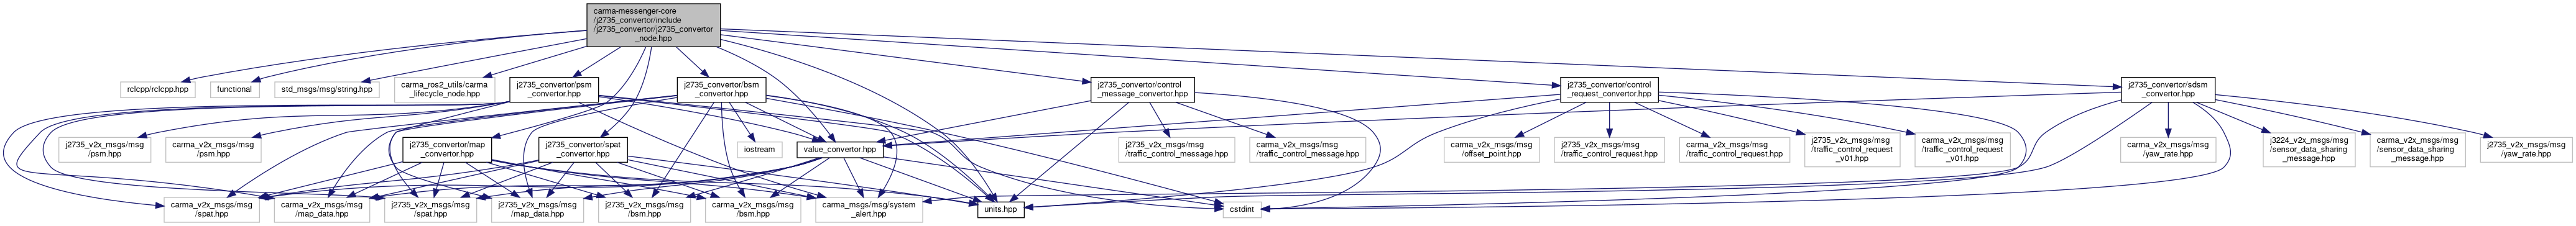 carma-messenger-core
/j2735_convertor/include
/j2735_convertor/j2735_convertor
_node.hpp
rclcpp/rclcpp.hpp
functional
std_msgs/msg/string.hpp
carma_ros2_utils/carma
_lifecycle_node.hpp
j2735_convertor/psm
_convertor.hpp
j2735_convertor/bsm
_convertor.hpp
j2735_convertor/control
_message_convertor.hpp
j2735_convertor/control
_request_convertor.hpp
j2735_convertor/sdsm
_convertor.hpp
j2735_v2x_msgs/msg
/psm.hpp
carma_v2x_msgs/msg
/psm.hpp
j2735_convertor/map
_convertor.hpp
j2735_convertor/spat
_convertor.hpp
iostream
value_convertor.hpp
j2735_v2x_msgs/msg
/traffic_control_message.hpp
carma_v2x_msgs/msg
/traffic_control_message.hpp
carma_v2x_msgs/msg
/offset_point.hpp
j2735_v2x_msgs/msg
/traffic_control_request.hpp
carma_v2x_msgs/msg
/traffic_control_request.hpp
j2735_v2x_msgs/msg
/traffic_control_request
_v01.hpp
carma_v2x_msgs/msg
/traffic_control_request
_v01.hpp
carma_v2x_msgs/msg
/yaw_rate.hpp
j3224_v2x_msgs/msg
/sensor_data_sharing
_message.hpp
carma_v2x_msgs/msg
/sensor_data_sharing
_message.hpp
j2735_v2x_msgs/msg
/yaw_rate.hpp
carma_v2x_msgs/msg
/spat.hpp
carma_v2x_msgs/msg
/map_data.hpp
j2735_v2x_msgs/msg
/spat.hpp
j2735_v2x_msgs/msg
/map_data.hpp
j2735_v2x_msgs/msg
/bsm.hpp
carma_v2x_msgs/msg
/bsm.hpp
carma_msgs/msg/system
_alert.hpp
units.hpp
cstdint